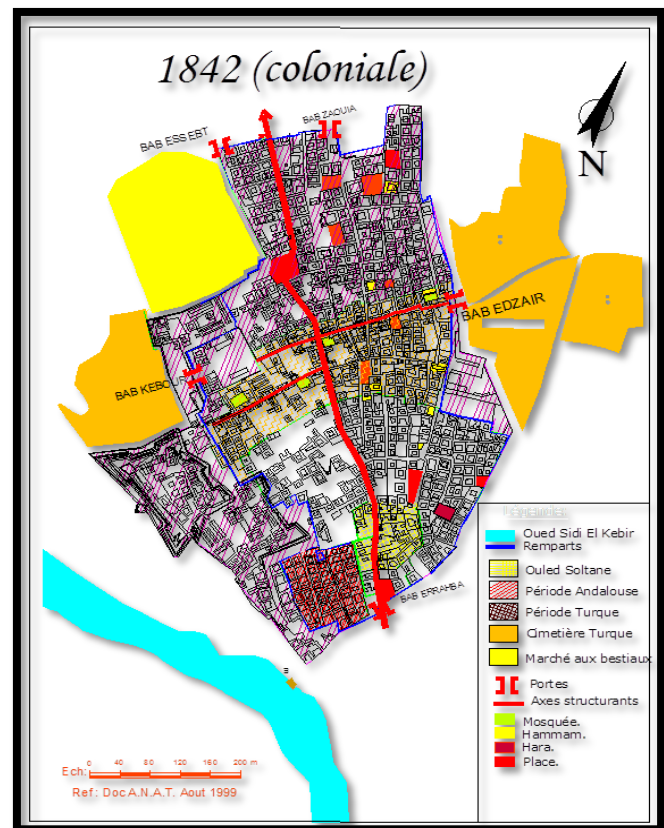 1842 (coloniale)
BAB ESSEBT
BAB ZAOUIA
N
BAB EDZAIR
BAB KEBOUR
BAB ERRAHBA
Légende:
Oued Sidi El Kebir
Remparts
Ouled Soltane
Période Andalouse
Période Turque
Cimetière Turque
Marché aux bestiaux
Portes
Axes structurants
Mosquée.
Hammam.
Hara.
Place.
Ech:
0 40 80 120 160 200 m
Ref: Doc A.N.A.T. Aout 1999